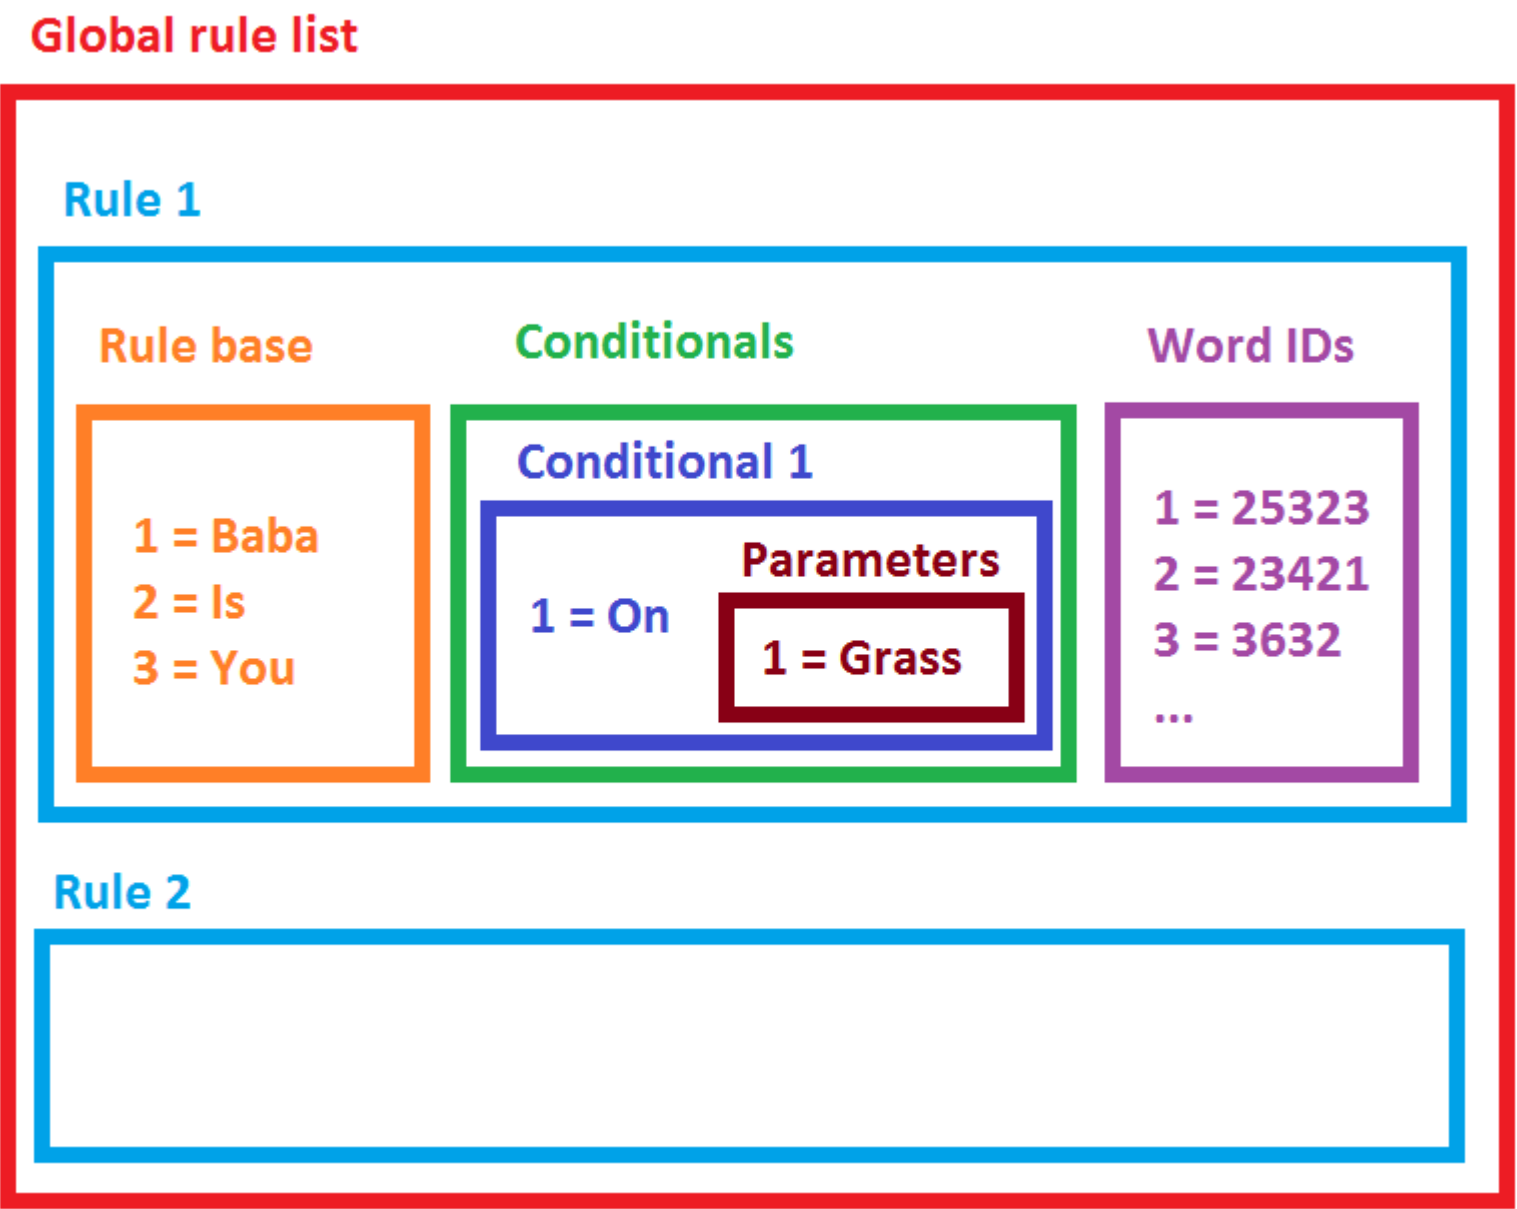 Global rule list
Rule 1
Rule base
1 = Baba
2 = Is
3 = You
Conditionals
Conditional 1
1 = On
Parameters
1 = Grass
Word IDs
1 = 25323
2 = 23421
3 = 3632
...
Rule 2